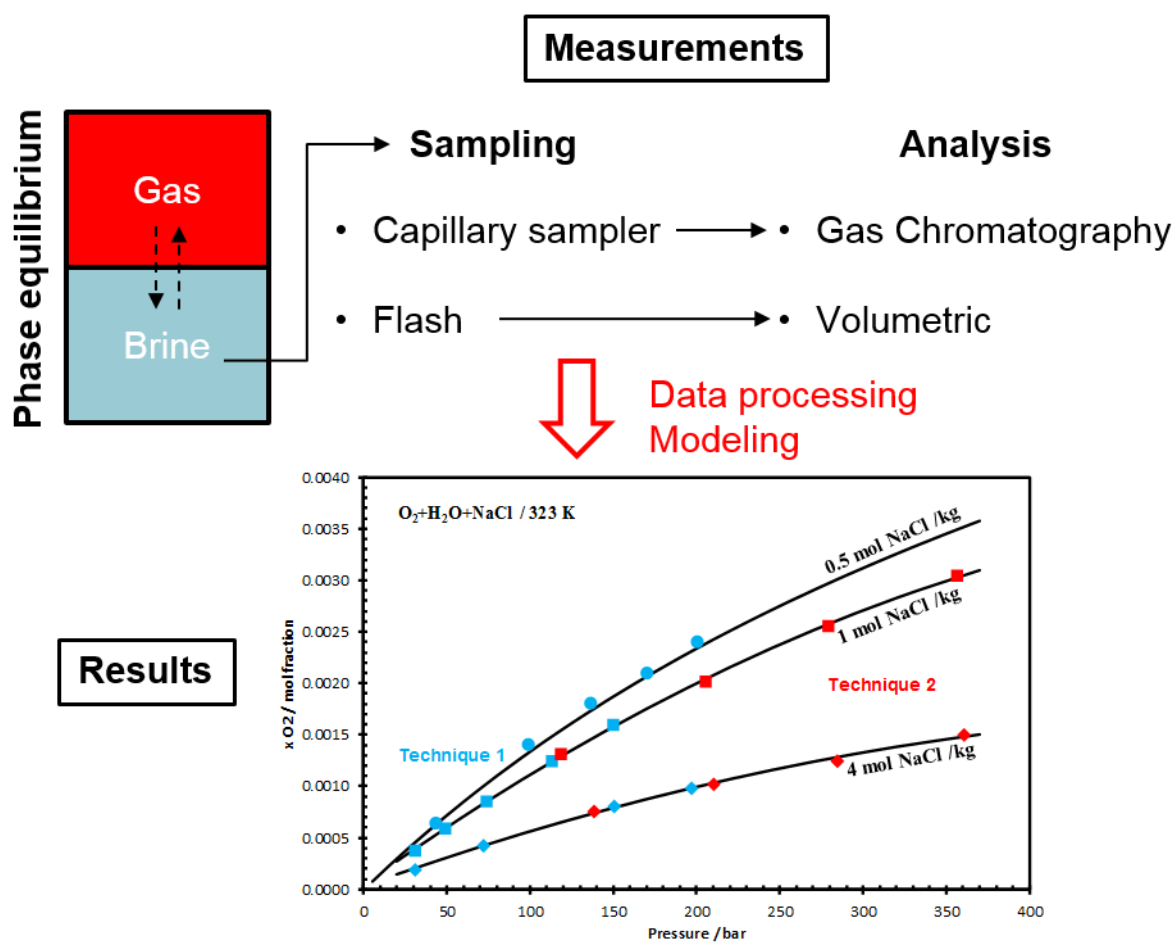 Measurements
Phase equilibrium
Gas
Brine
Sampling
Analysis
• Capillary sampler
• Gas Chromatography
• Flash
• Volumetric
Data processing
Modeling
Results
O₂+H₂O+NaCl / 323 K
0.5 mol NaCl /kg
1 mol NaCl /kg
4 mol NaCl /kg
Technique 1
Technique 2
x O2 / mol fraction
0.0040
0.0035
0.0030
0.0025
0.0020
0.0015
0.0010
0.0005
0.0000
0 50 100 150 200 250 300 350 400
Pressure / bar